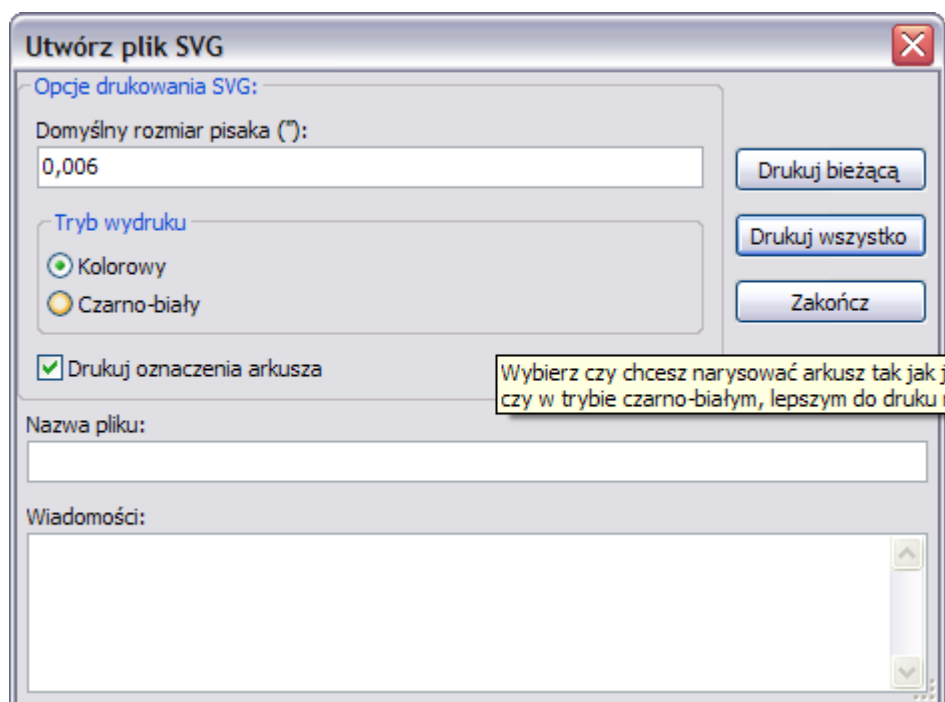 Utwórz plik SVG
Opcje drukowania SVG:
Domyślny rozmiar pisaka ("):
0,006
Drukuj bieżącą
Tryb wydruku
Drukuj wszystko
Kolorowy
Czarno-biały
Zakończ
Drukuj oznaczenia arkusza
Wybierz czy chcesz narysować arkusz tak jak
czy w trybie czarno-białym, lepszym do druku
Nazwa pliku:
Wiadomości: